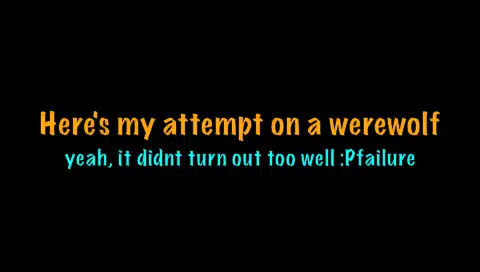 Here's my attempt on a werewolf
yeah, it didnt turn out too well :Pfailure